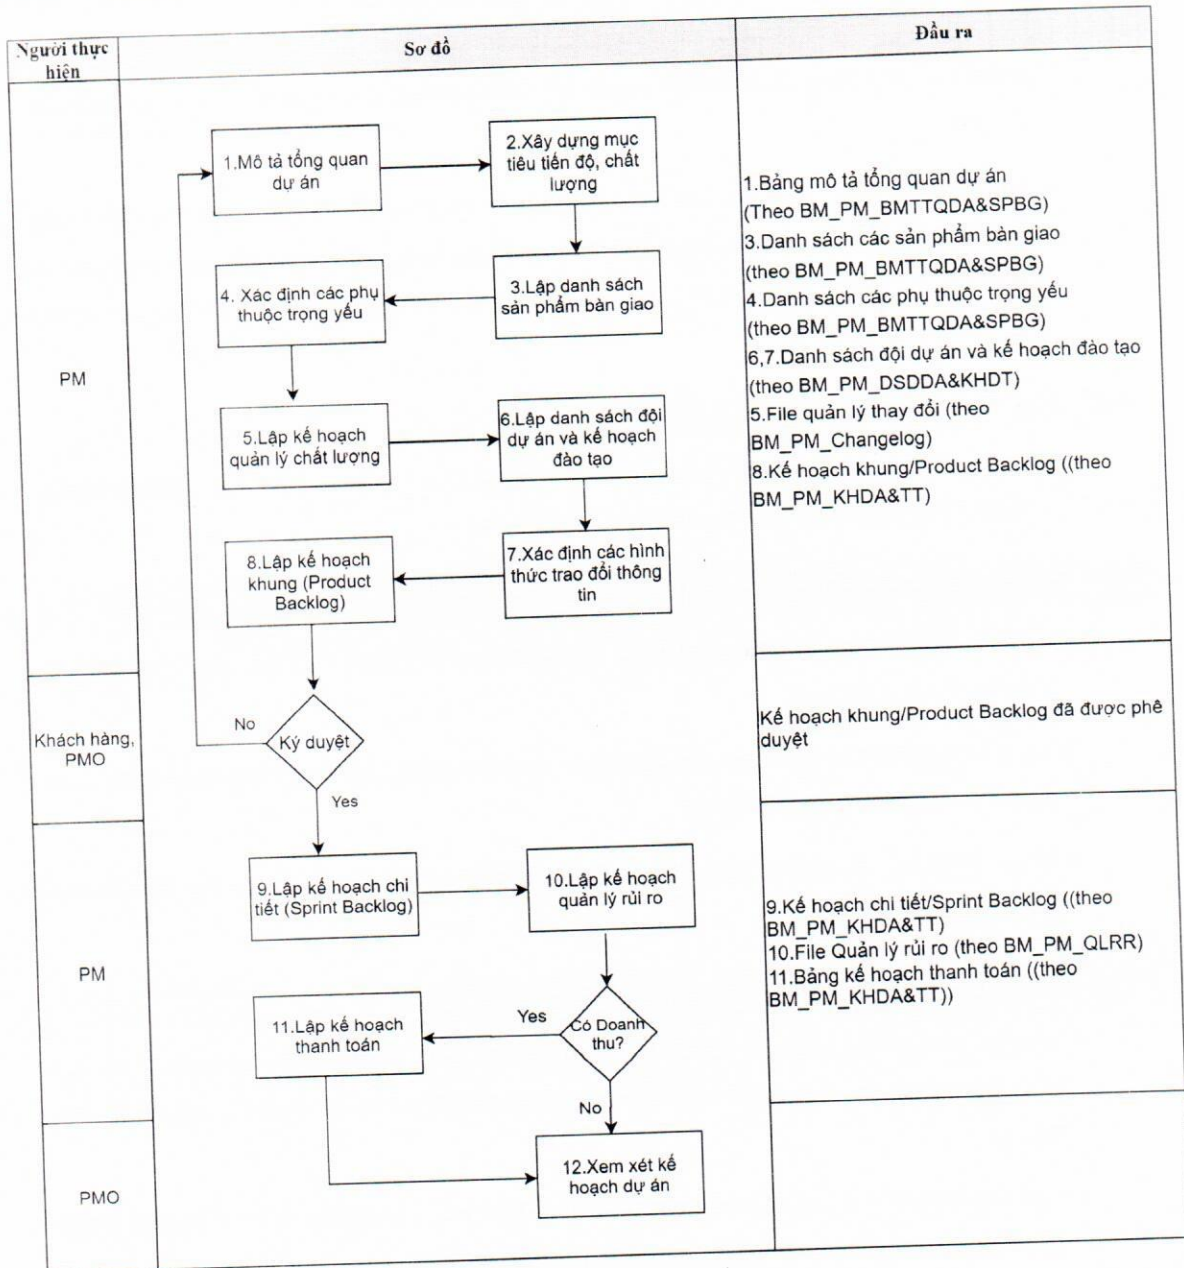 Người thực
hiện
Sơ đồ
Đầu ra
PM
1.Mô tả tổng quan
dự án
2.Xây dựng mục
tiêu tiến độ, chất
lượng
4. Xác định các phụ
thuộc trọng yếu
3.Lập danh sách
sản phẩm bàn giao
5.Lập kế hoạch
quản lý chất lượng
6.Lập danh sách đội
dự án và kế hoạch
đào tạo
8.Lập kế hoạch
khung (Product
Backlog)
7.Xác định các hình
thức trao đổi thông
tin
1.Bảng mô tả tổng quan dự án
(Theo BM_PM_BMTTQDA&SPBG)
3.Danh sách các sản phẩm bàn giao
(theo BM_PM_BMTTQDA&SPBG)
4.Danh sách các phụ thuộc trọng yếu
(theo BM_PM_BMTTQDA&SPBG)
6,7.Danh sách đội dự án và kế hoạch đào tạo
(theo BM_PM_DSDDA&KHDT)
5.File quản lý thay đổi (theo
BM_PM_Changelog)
8.Kế hoạch khung/Product Backlog ((theo
BM_PM_KHDA&TT)
Khách hàng,
PMO
No
Ký duyệt
Yes
Kế hoạch khung/Product Backlog đã được phê
duyệt
PM
9.Lập kế hoạch chi
tiết (Sprint Backlog)
10.Lập kế hoạch
quản lý rủi ro
11.Lập kế hoạch
thanh toán
Yes
Có Doanh
thu?
No
9.Kế hoạch chi tiết/Sprint Backlog ((theo
BM_PM_KHDA&TT)
10.File Quản lý rủi ro (theo BM_PM_QLRR)
11.Bảng kế hoạch thanh toán ((theo
BM_PM_KHDA&TT))
PMO
12.Xem xét kế
hoạch dự án